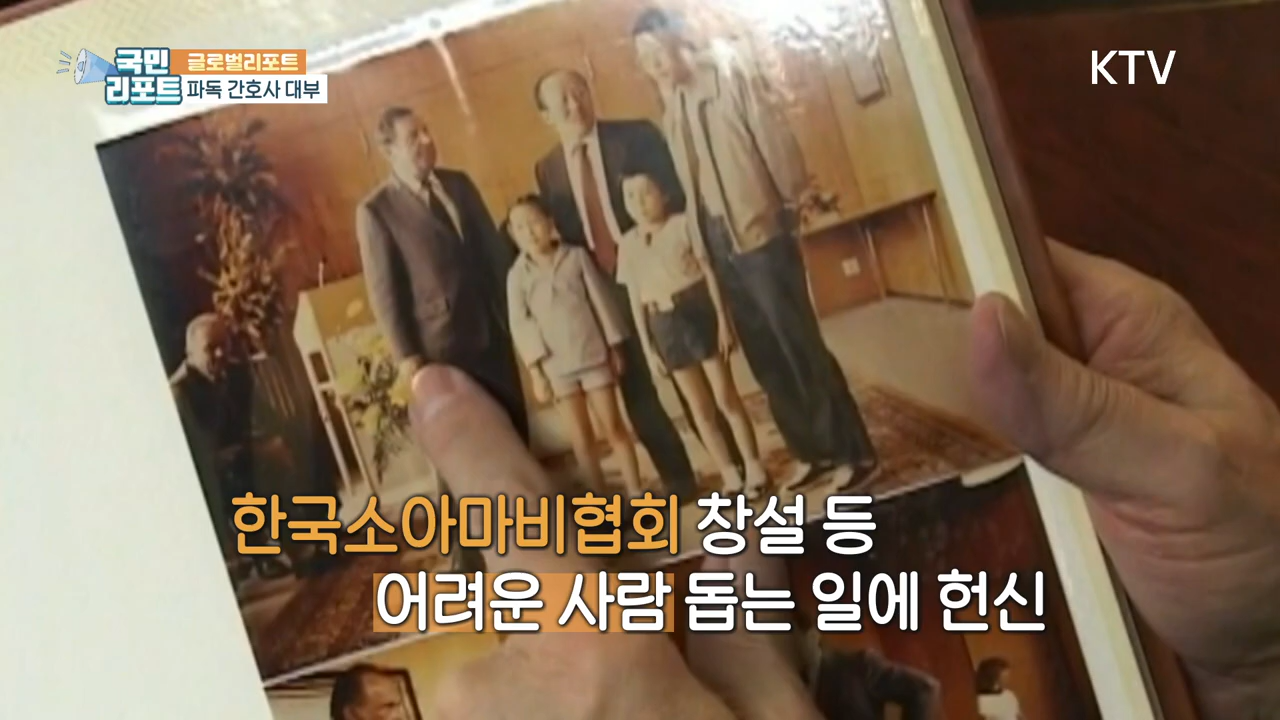 국민
리포트
글로벌리포트
파독 간호사 대부
KTV
한국소아마비협회 창설 등
어려운 사람 돕는 일에 헌신